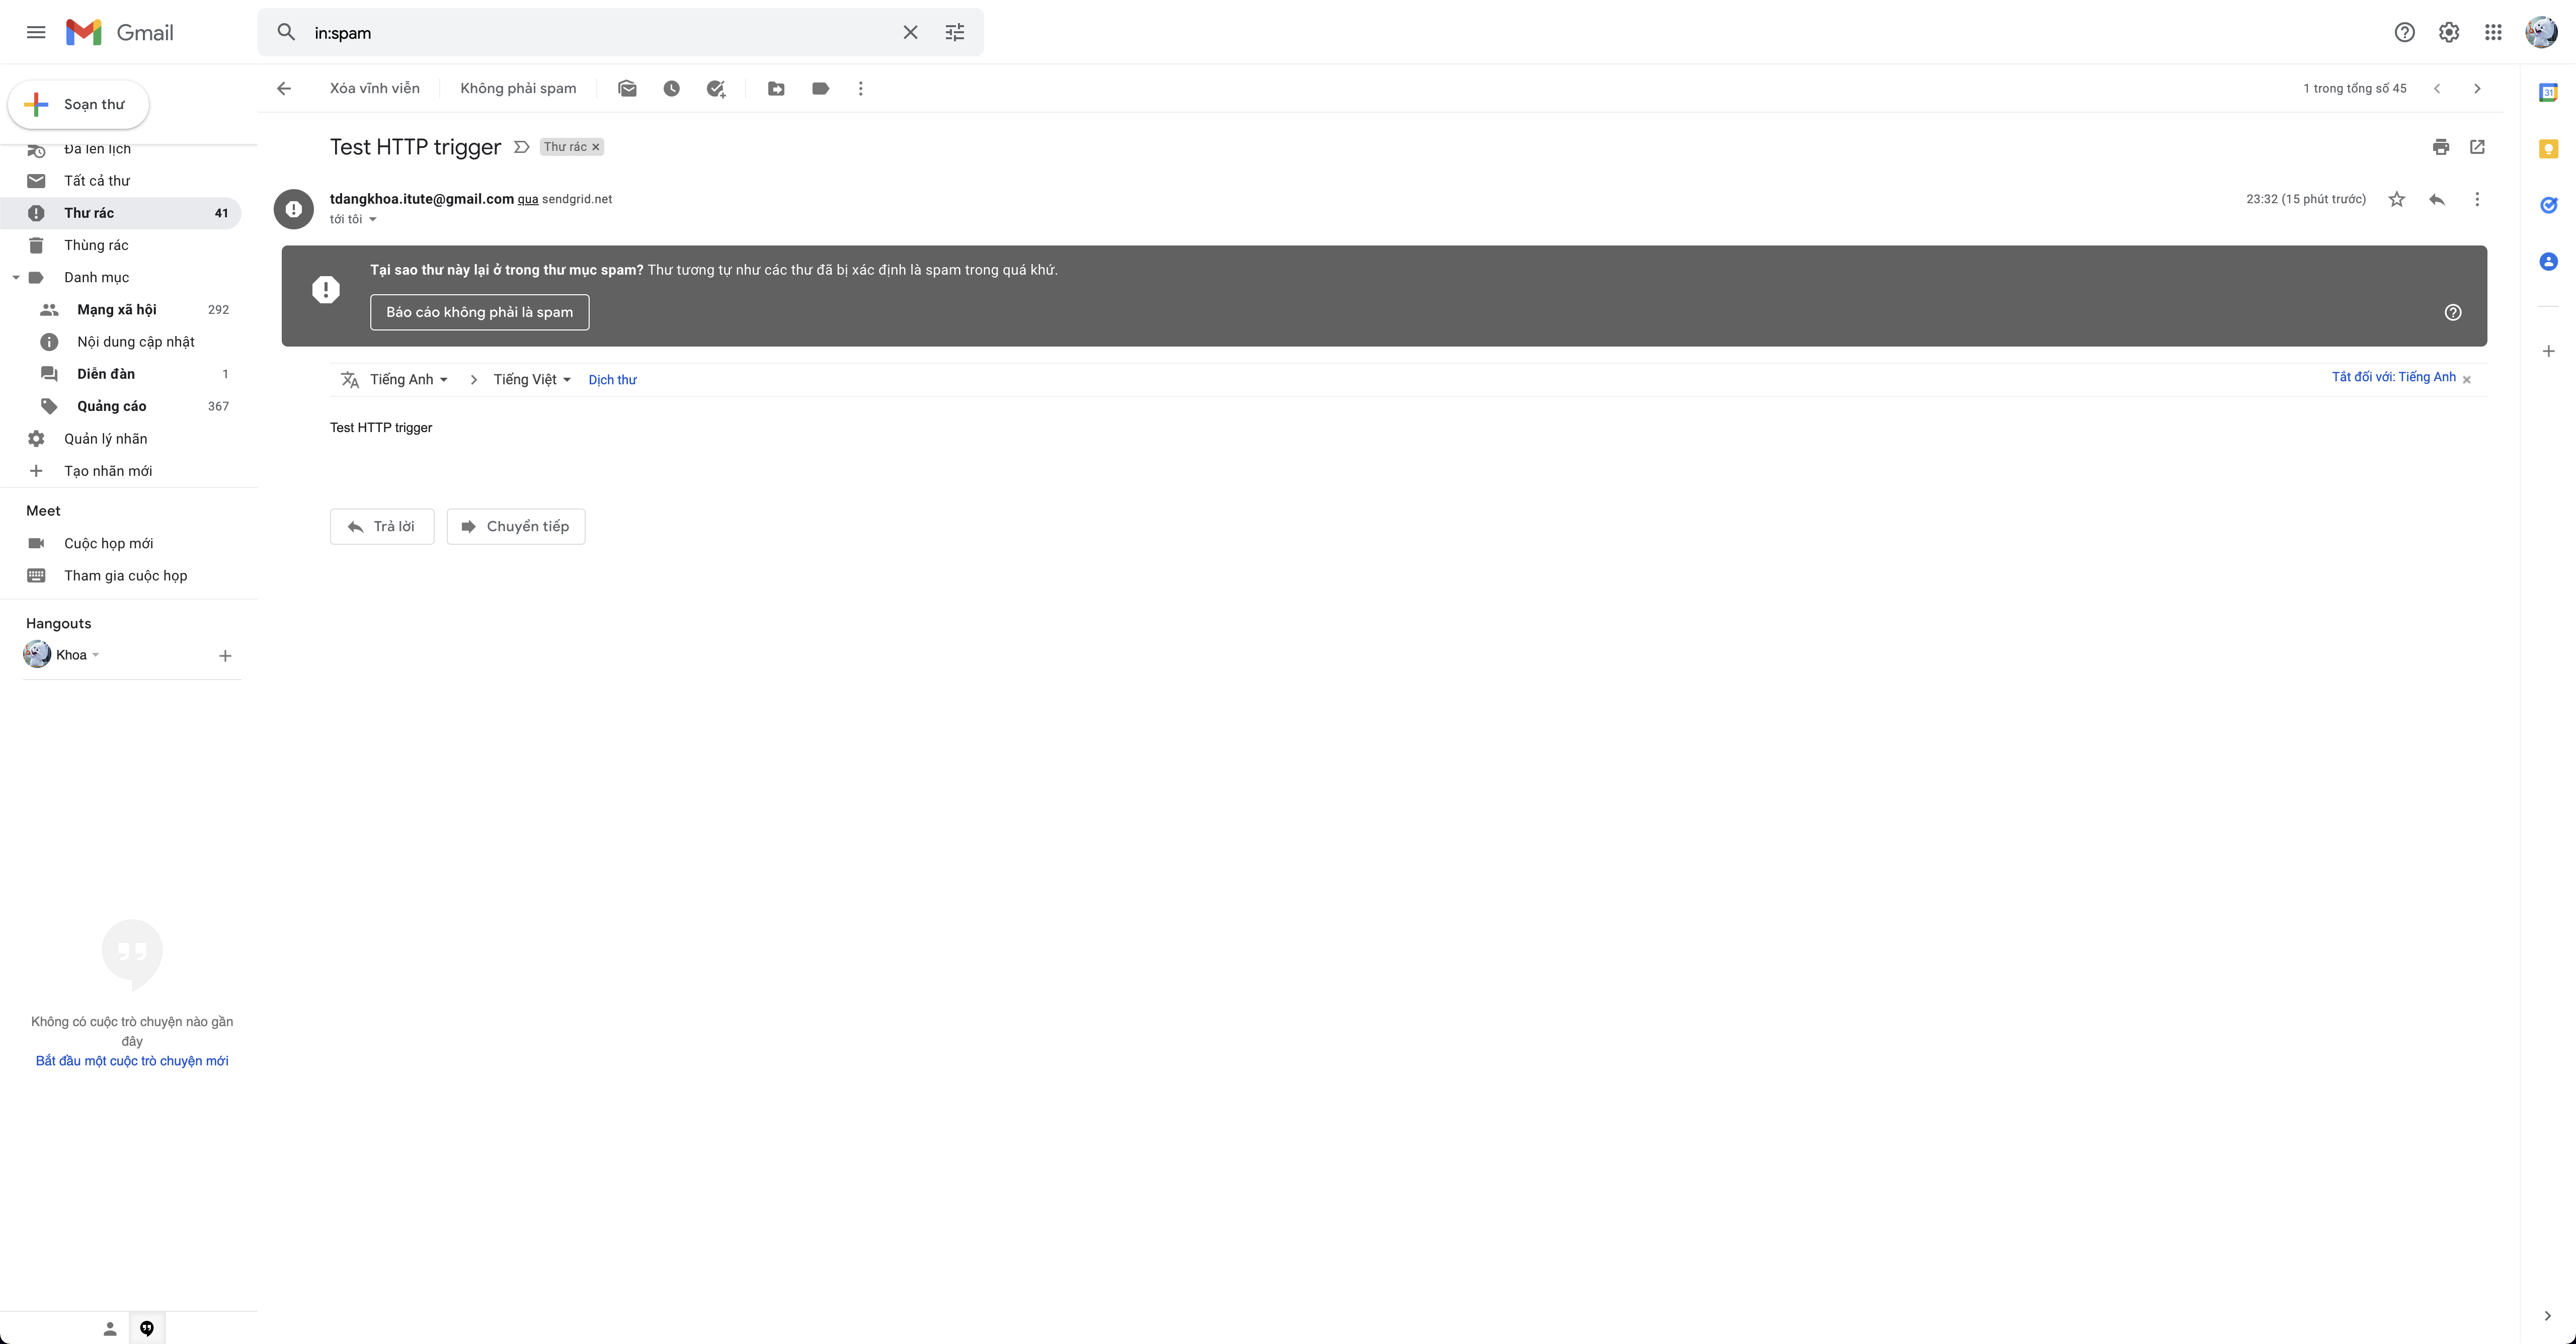 Gmail
in:spam
Soạn thư
Xóa vĩnh viễn
Không phải spam
1 trong tổng số 45
31
Đã lên lịch
Tất cả thư
Thư rác 41
Thùng rác
Danh mục
Mạng xã hội 292
Nội dung cập nhật
Diễn đàn 1
Quảng cáo 367
Quản lý nhãn
Tạo nhãn mới
Meet
Cuộc họp mới
Tham gia cuộc họp
Hangouts
Khoa
Không có cuộc trò chuyện nào gần
đây
Bắt đầu một cuộc trò chuyện mới
Test HTTP trigger Thư rác
tdangkhoa.itute@gmail.com qua sendgrid.net
tới tôi
23:32 (15 phút trước)
Tại sao thư này lại ở trong thư mục spam? Thư tương tự như các thư đã bị xác định là spam trong quá khứ.
Báo cáo không phải là spam
Tiếng Anh Tiếng Việt Dịch thư
Tắt đối với: Tiếng Anh
Test HTTP trigger
Trả lời
Chuyển tiếp